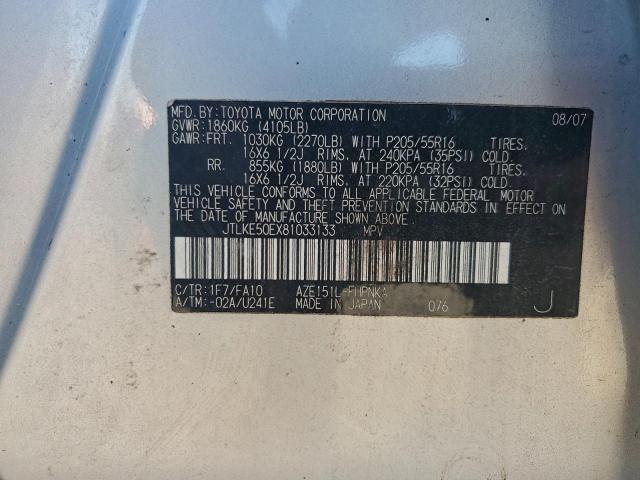 MFD. BY: TOYOTA MOTOR CORPORATION 08/07
GVWR: 1860KG (4105LB)
GAWR: FRT. 1030KG (2270LB) WITH P205/55R16 TIRES.
16X6 1/2J RIMS. AT 240KPA (35PSI) COLD.
RR. 855KG (1880LB) WITH P205/55R16 TIRES.
16X6 1/2J RIMS. AT 220KPA (32PSI) COLD.
THIS VEHICLE CONFORMS TO ALL APPLICABLE FEDERAL MOTOR
VEHICLE SAFETY AND THEFT PREVENTION STANDARDS IN EFFECT ON
THE DATE OF MANUFACTURE SHOWN ABOVE.
JTLKE50EX81033133 MPV
C/TR: 1F7/FA10 AZE151L-FHPNKA
A/TM: -02A/U241E MADE IN JAPAN 076 J